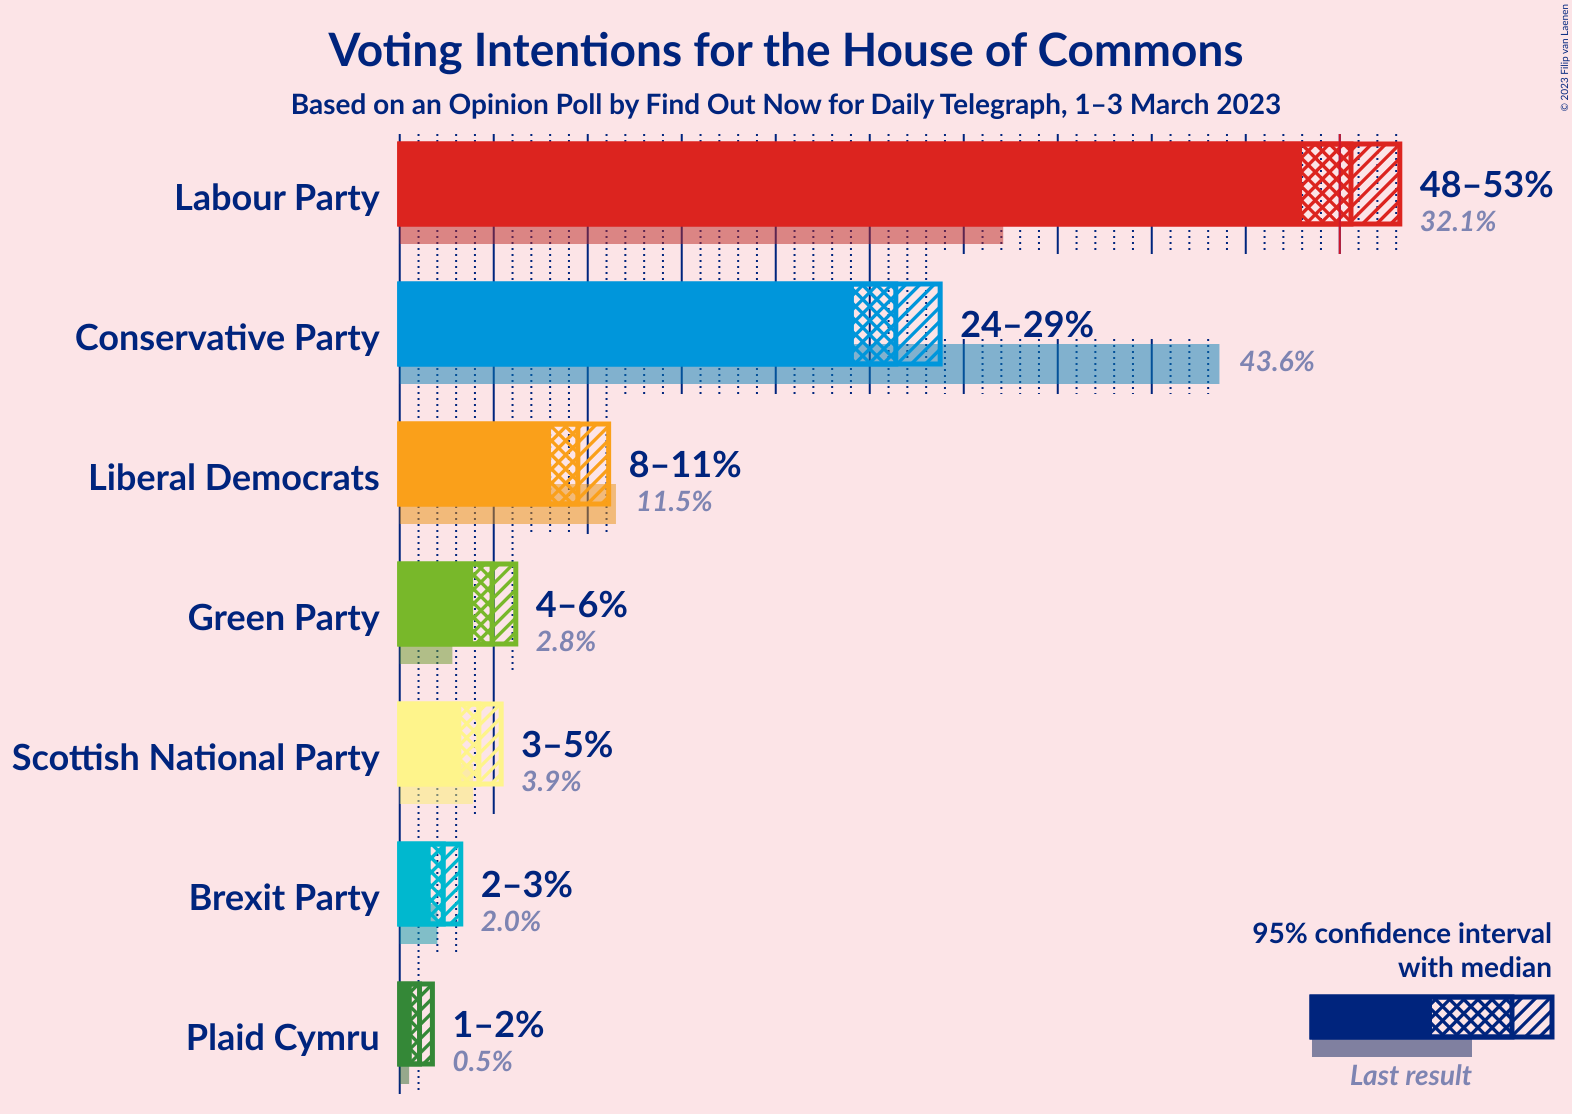 Voting Intentions for the House of Commons
Based on an Opinion Poll by Find Out Now for Daily Telegraph, 1–3 March 2023
© 2023 Filip van Laenen
Labour Party
48–53%
32.1%
Conservative Party
24–29%
43.6%
Liberal Democrats
8–11%
11.5%
Green Party
4–6%
2.8%
Scottish National Party
3–5%
3.9%
Brexit Party
2–3%
2.0%
Plaid Cymru
1–2%
0.5%
95% confidence interval
with median
Last result